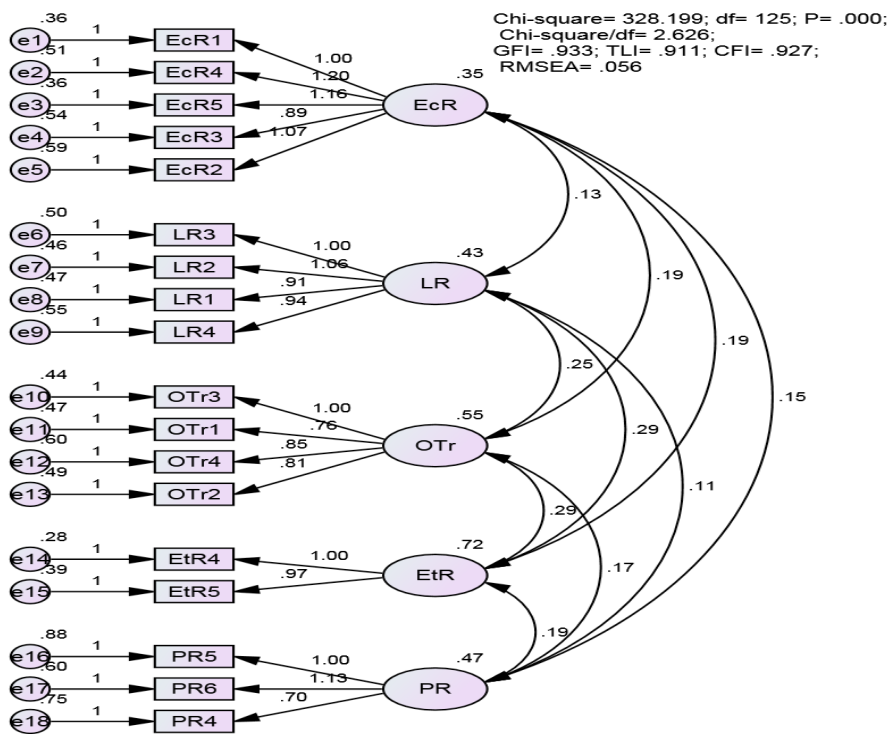 Chi-square= 328.199; df= 125; P= .000;
Chi-square/df= 2.626;
GFI= .933; TLI= .911; CFI= .927;
RMSEA= .056
.36
e1 1 EcR1
.51
e2 1 EcR4
.36
e3 1 EcR5
.54
e4 1 EcR3
.59
e5 1 EcR2
1.00
1.20
1.16
.89
1.07
.35
EcR
.50
e6 1 LR3
.46
e7 1 LR2
.47
e8 1 LR1
.55
e9 1 LR4
1.00
1.06
.91
.94
.43
LR
.44
e10 1 OTr3
.47
e11 1 OTr1
.60
e12 1 OTr4
.49
e13 1 OTr2
1.00
.76
.85
.81
.55
OTr
.28
e14 1 EtR4
.39
e15 1 EtR5
1.00
.97
.72
EtR
.88
e16 1 PR5
.60
e17 1 PR6
.75
e18 1 PR4
1.00
1.13
.70
.47
PR
.13
.19
.19
.15
.25
.29
.11
.29
.17
.19